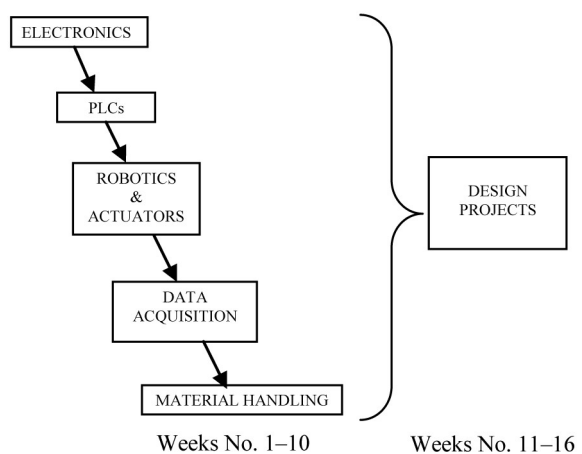 ELECTRONICS
PLCs
ROBOTICS
&
ACTUATORS
DATA
ACQUISITION
MATERIAL HANDLING
DESIGN
PROJECTS
Weeks No. 1–10
Weeks No. 11–16